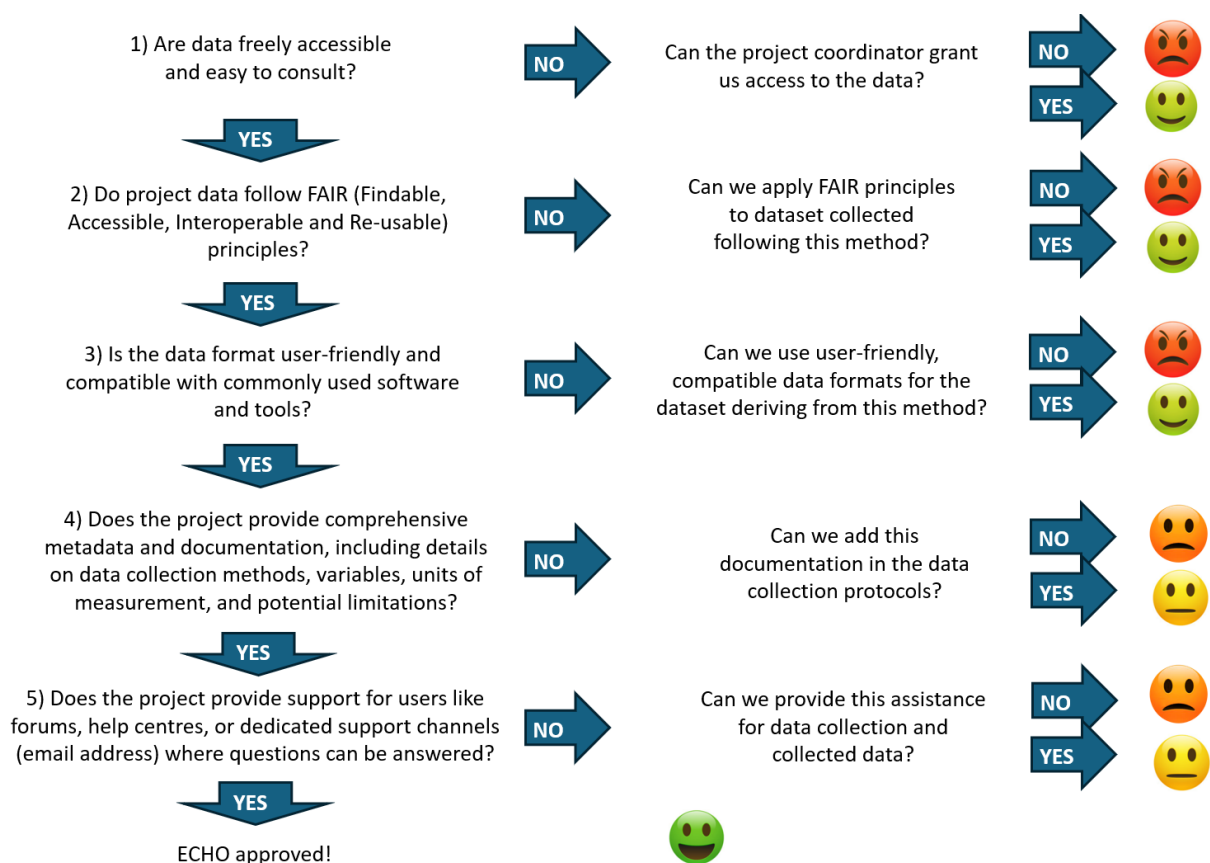 1) Are data freely accessible
and easy to consult?
NO
Can the project coordinator grant
us access to the data?
NO
YES
YES
2) Do project data follow FAIR (Findable,
Accessible, Interoperable and Re-usable)
principles?
NO
Can we apply FAIR principles
to dataset collected
following this method?
NO
YES
YES
3) Is the data format user-friendly and
compatible with commonly used software
and tools?
NO
Can we use user-friendly,
compatible data formats for the
dataset deriving from this method?
NO
YES
YES
4) Does the project provide comprehensive
metadata and documentation, including details
on data collection methods, variables, units of
measurement, and potential limitations?
NO
Can we add this
documentation in the data
collection protocols?
NO
YES
YES
5) Does the project provide support for users like
forums, help centres, or dedicated support channels
(email address) where questions can be answered?
NO
Can we provide this assistance
for data collection and
collected data?
NO
YES
YES
ECHO approved!